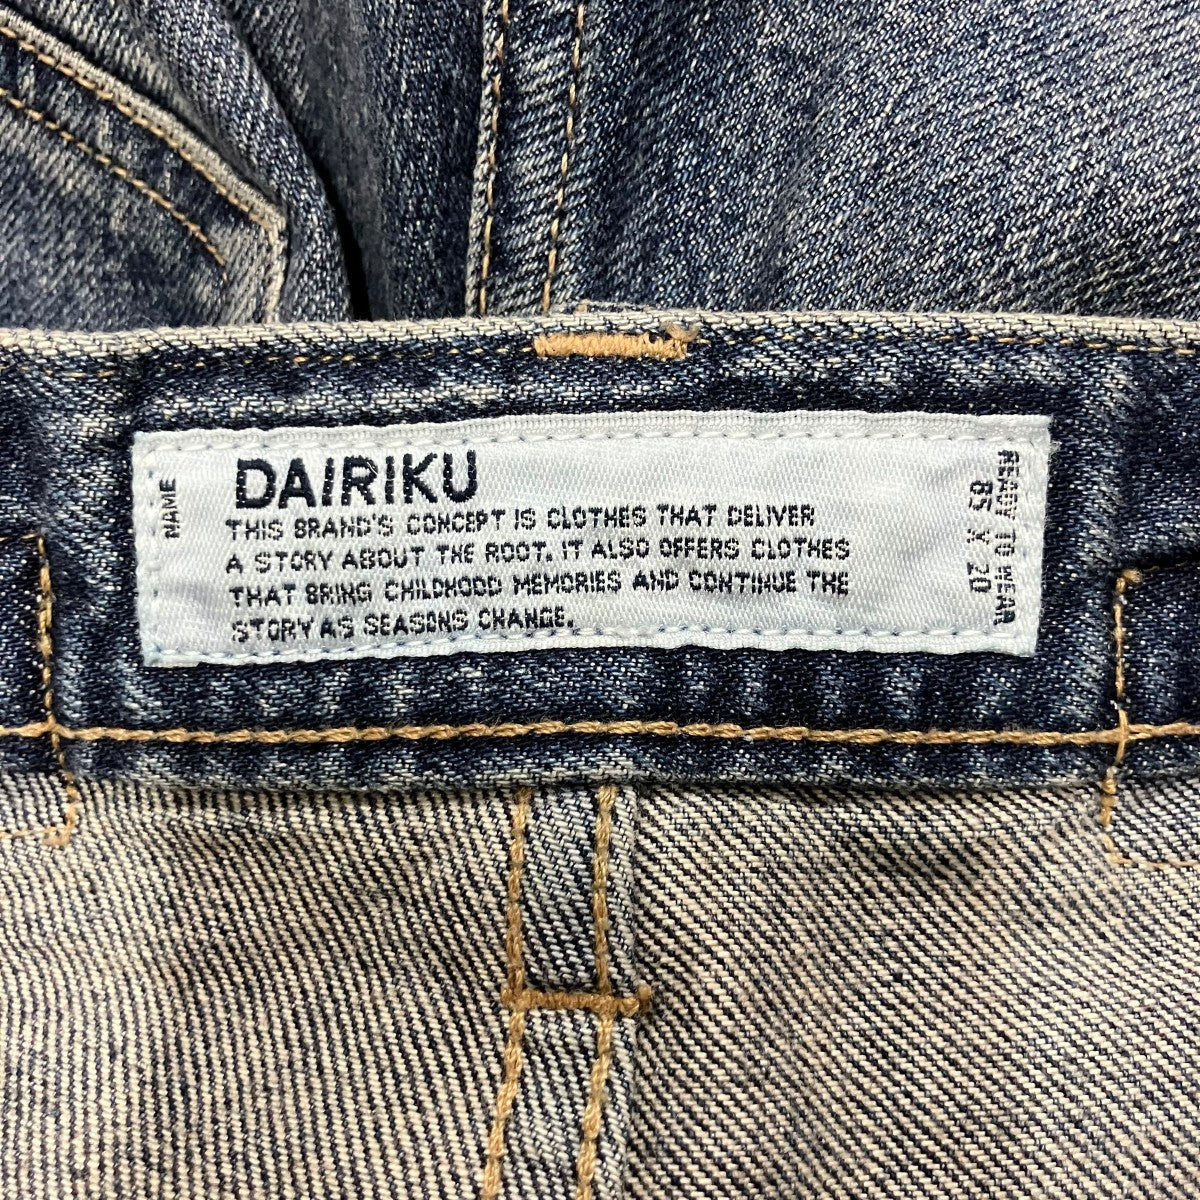 NAME
DAIRIKU
THIS BRAND'S CONCEPT IS CLOTHES THAT DELIVER
A STORY ABOUT THE ROOT. IT ALSO OFFERS CLOTHES
THAT BRING CHILDHOOD MEMORIES AND CONTINUE THE
STORY AS SEASONS CHANGE.
READY TO WEAR
85 X 20